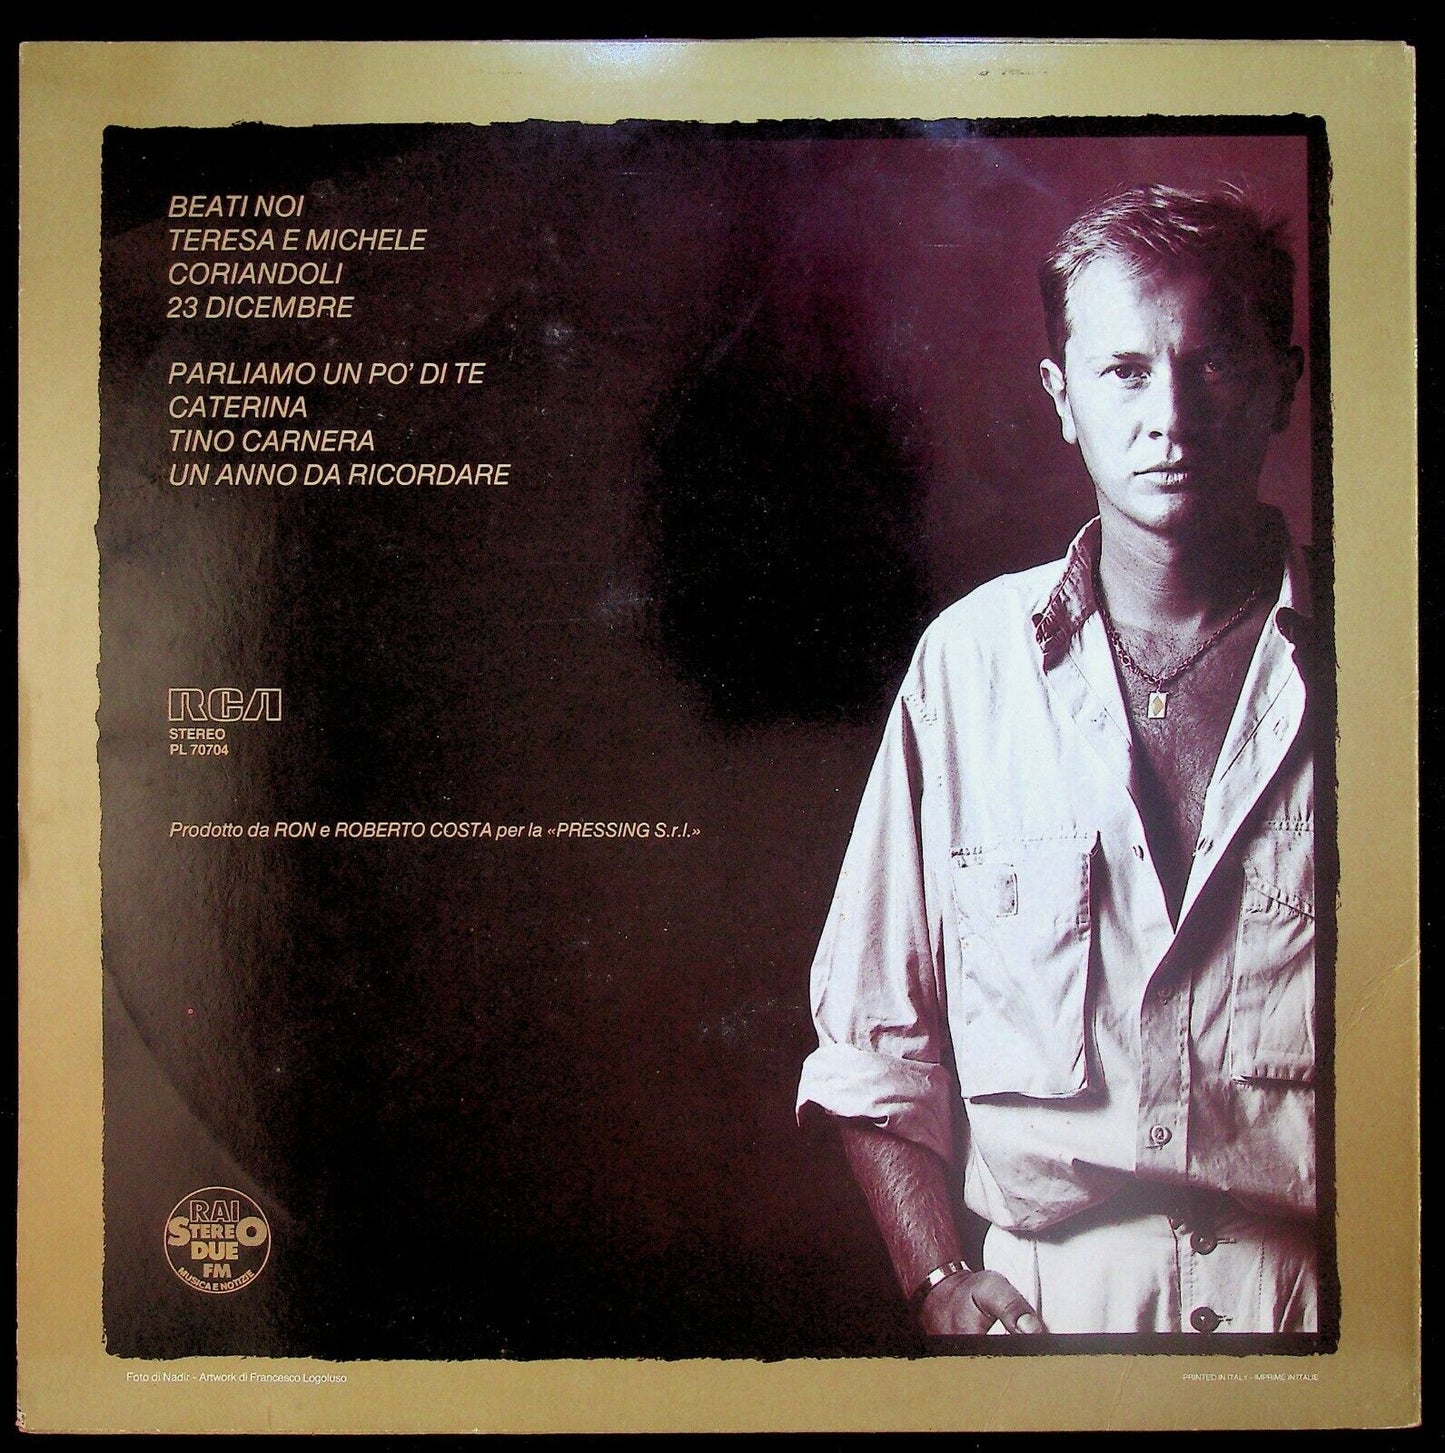 BEATI NOI
TERESA E MICHELE
CORIANDOLI
23 DICEMBRE
PARLIAMO UN PO' DI TE
CATERINA
TINO CARNERA
UN ANNO DA RICORDARE
RCA
STEREO
PL 70704
Prodotto da RON e ROBERTO COSTA per la «PRESSING S.r.l.»
RAI
STEREO
DUE
FM
MUSICA E NOTIZIE
Foto di Nadir - Artwork di Francesco Logoluso
PRINTED IN ITALY - IMPRIME IN ITALIE